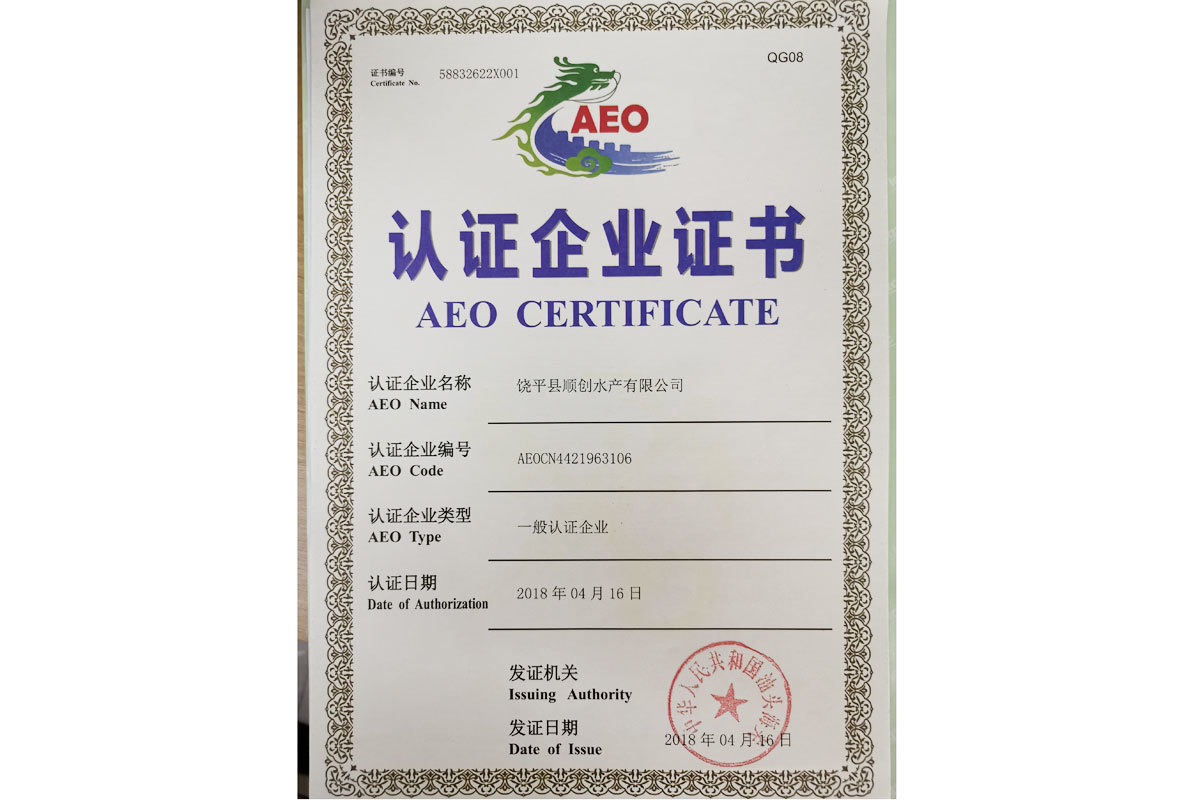 QG08
证书编号 58832622X001
Certificate No.
AEO
认证企业证书
AEO CERTIFICATE
认证企业名称 饶平县顺创水产有限公司
AEO Name
认证企业编号 AEOCN4421963106
AEO Code
认证企业类型 一般认证企业
AEO Type
认证日期 2018 年 04 月 16 日
Date of Authorization
发证机关
Issuing Authority
中华人民共和国汕头海关
发证日期
Date of Issue 2018 年 04 月 16 日